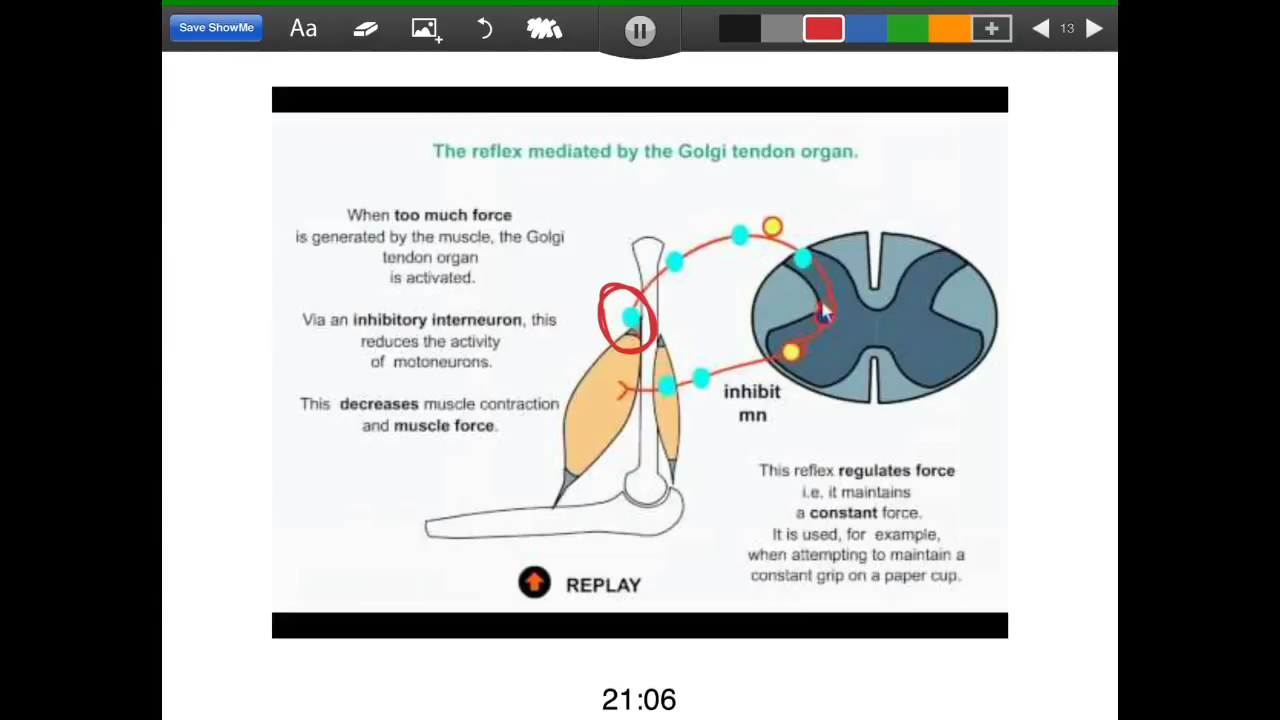 Save ShowMe
Aa
13
The reflex mediated by the Golgi tendon organ.
When too much force
is generated by the muscle, the Golgi
tendon organ
is activated.
Via an inhibitory interneuron, this
reduces the activity
of motoneurons.
This decreases muscle contraction
and muscle force.
inhibit
mn
This reflex regulates force
i.e. it maintains
a constant force.
It is used, for example,
when attempting to maintain a
constant grip on a paper cup.
REPLAY
21:06